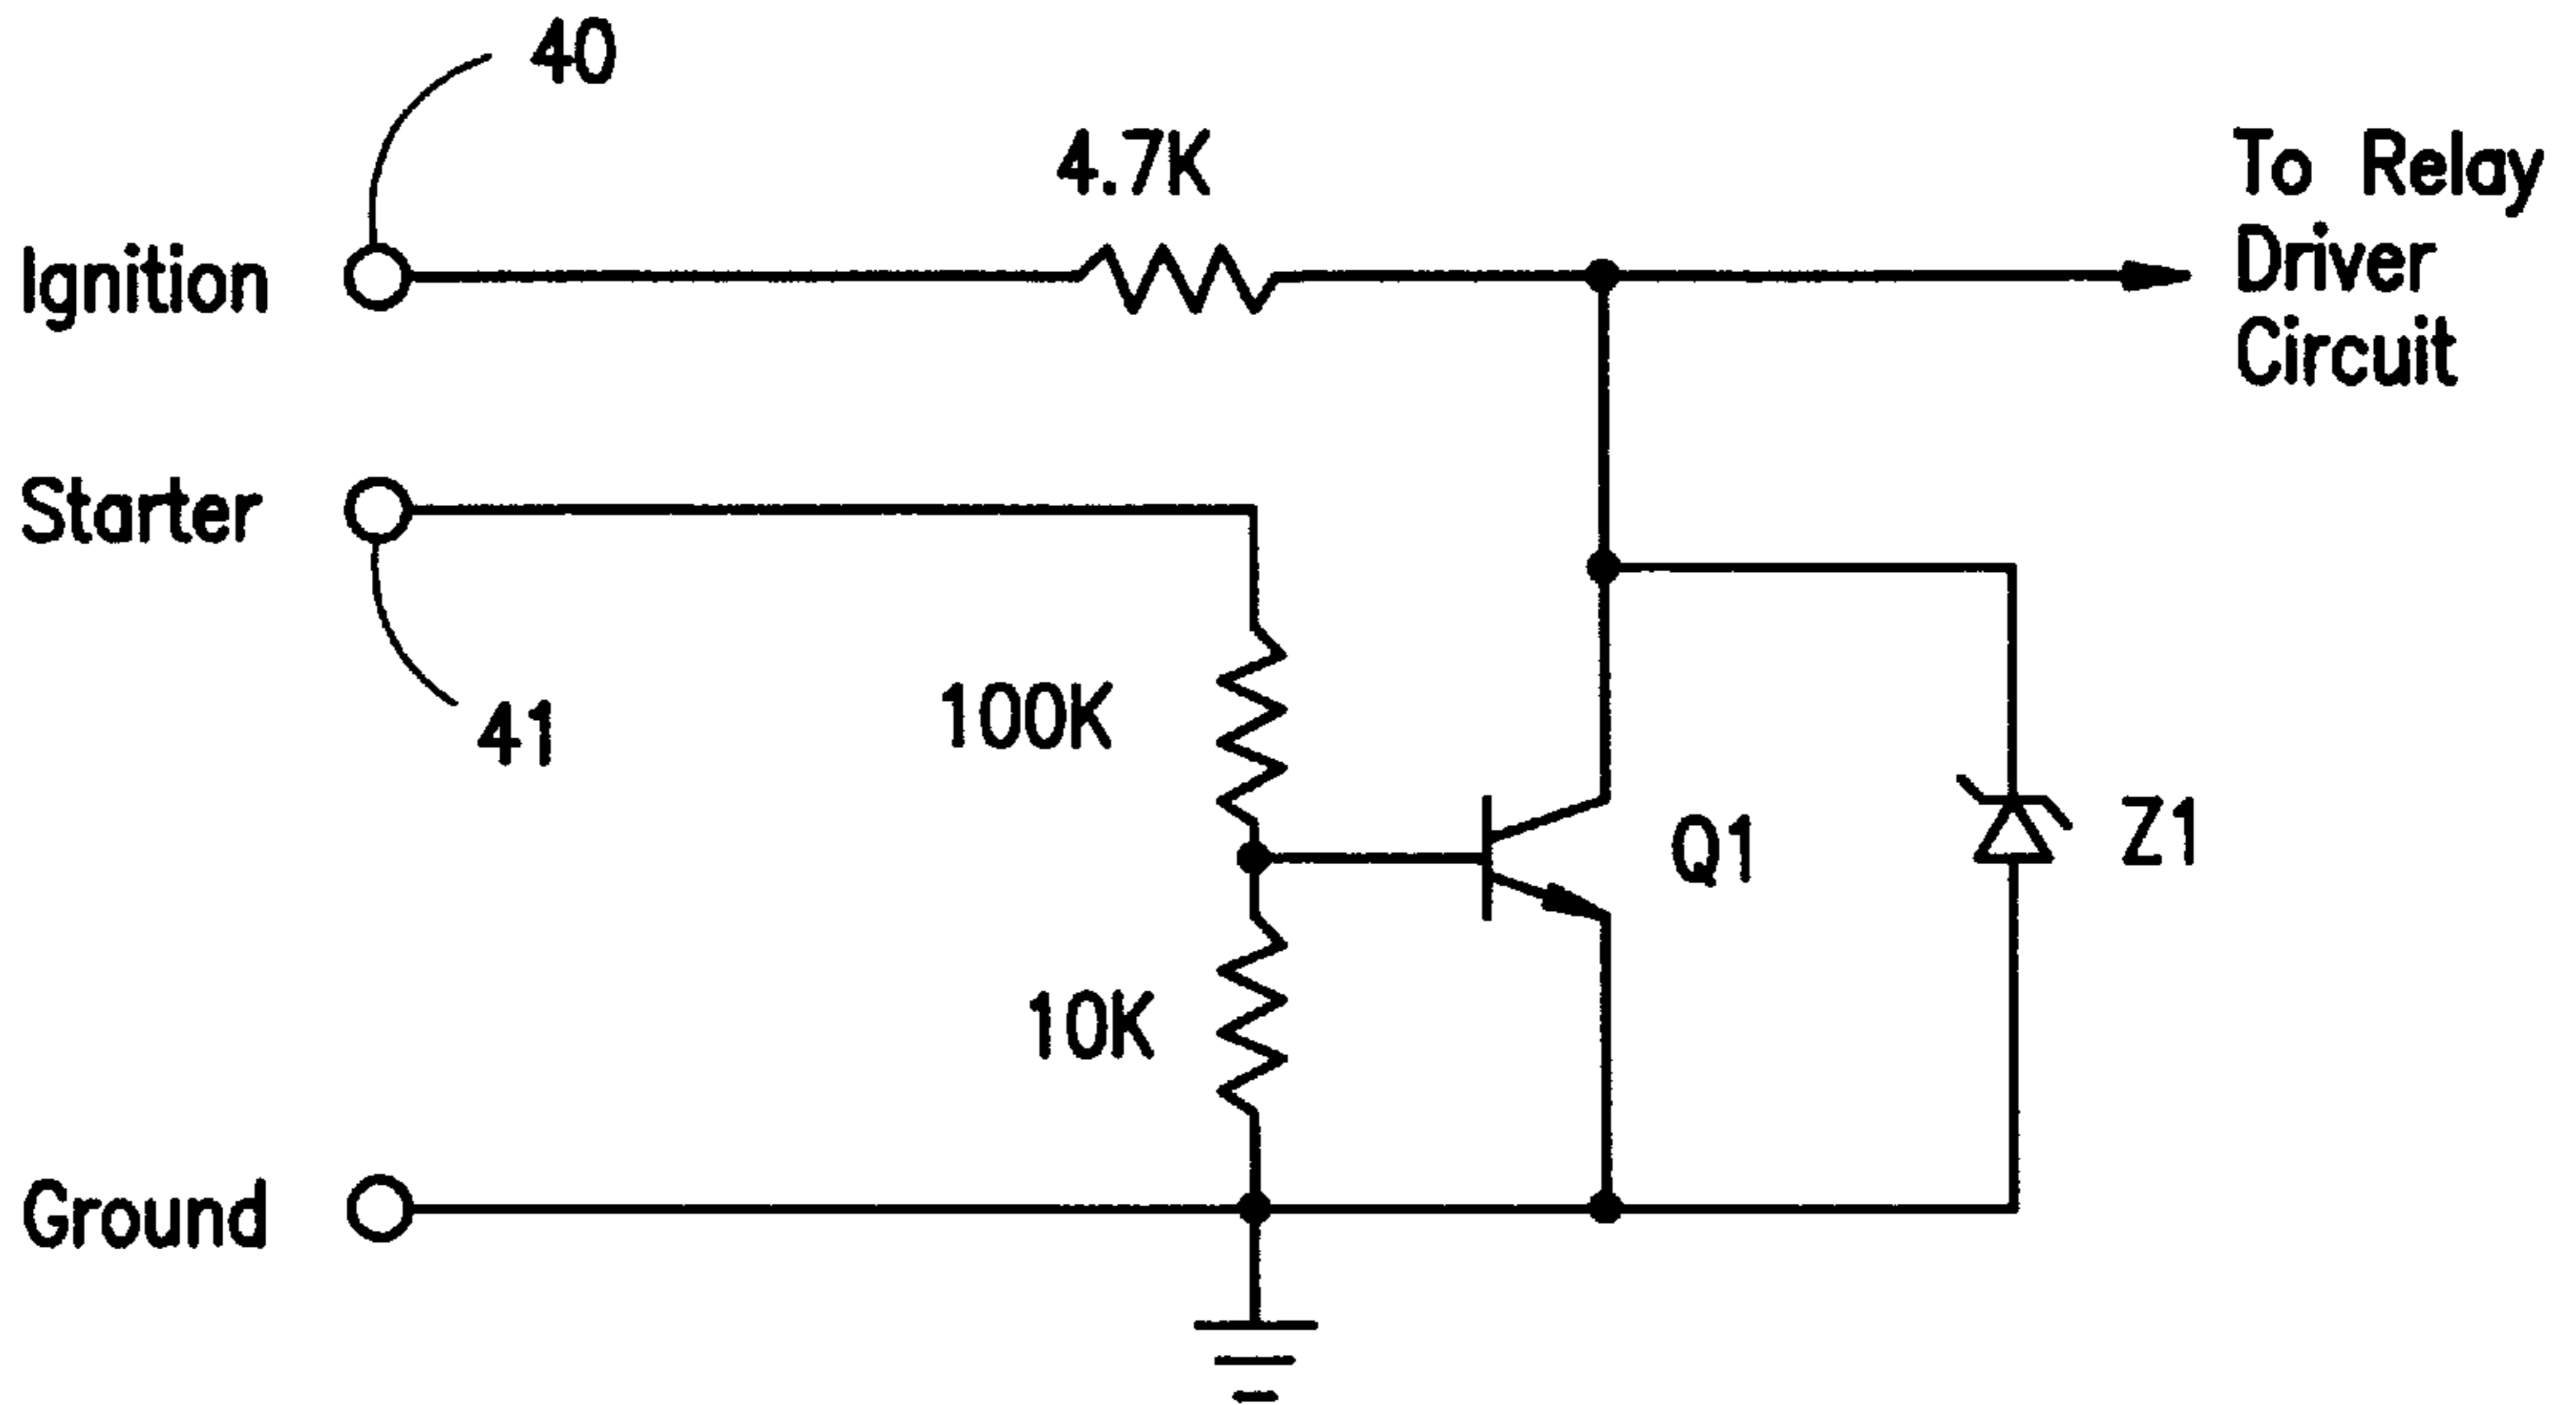 40
4.7K
To Relay
Driver
Circuit
Ignition
Starter
41
100K
Q1
Z1
10K
Ground